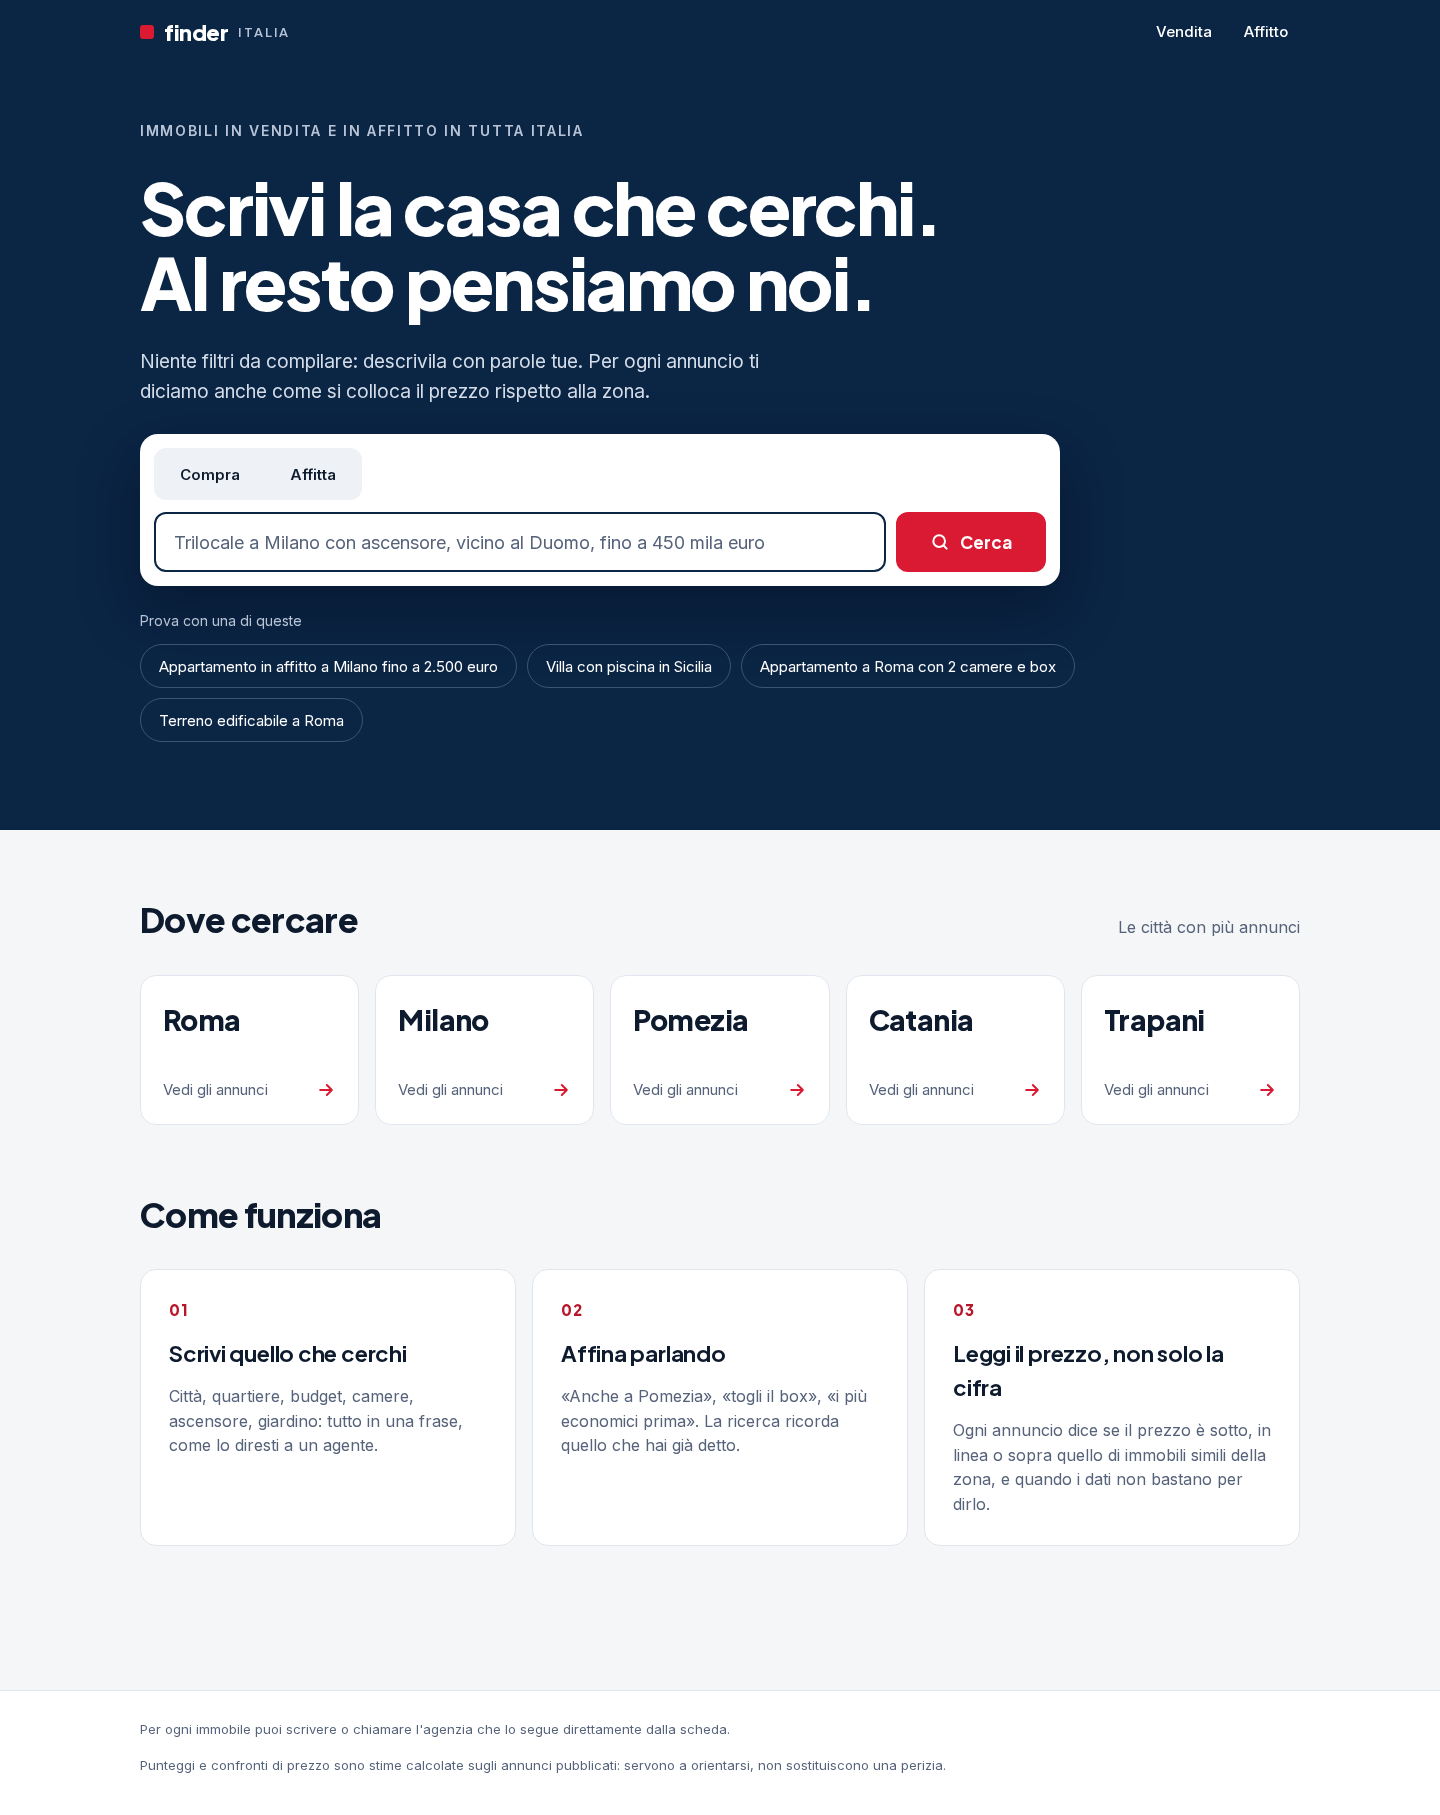 finder ITALIA
Vendita Affitto
IMMOBILI IN VENDITA E IN AFFITTO IN TUTTA ITALIA
Scrivi la casa che cerchi.
Al resto pensiamo noi.
Niente filtri da compilare: descrivila con parole tue. Per ogni annuncio ti
diciamo anche come si colloca il prezzo rispetto alla zona.
Compra Affitta
Trilocale a Milano con ascensore, vicino al Duomo, fino a 450 mila euro
Cerca
Prova con una di queste
Appartamento in affitto a Milano fino a 2.500 euro
Villa con piscina in Sicilia
Appartamento a Roma con 2 camere e box
Terreno edificabile a Roma
Dove cercare
Le città con più annunci
Roma
Vedi gli annunci
Milano
Vedi gli annunci
Pomezia
Vedi gli annunci
Catania
Vedi gli annunci
Trapani
Vedi gli annunci
Come funziona
01
Scrivi quello che cerchi
Città, quartiere, budget, camere,
ascensore, giardino: tutto in una frase,
come lo diresti a un agente.
02
Affina parlando
«Anche a Pomezia», «togli il box», «i più
economici prima». La ricerca ricorda
quello che hai già detto.
03
Leggi il prezzo, non solo la
cifra
Ogni annuncio dice se il prezzo è sotto, in
linea o sopra quello di immobili simili della
zona, e quando i dati non bastano per
dirlo.
Per ogni immobile puoi scrivere o chiamare l'agenzia che lo segue direttamente dalla scheda.
Punteggi e confronti di prezzo sono stime calcolate sugli annunci pubblicati: servono a orientarsi, non sostituiscono una perizia.